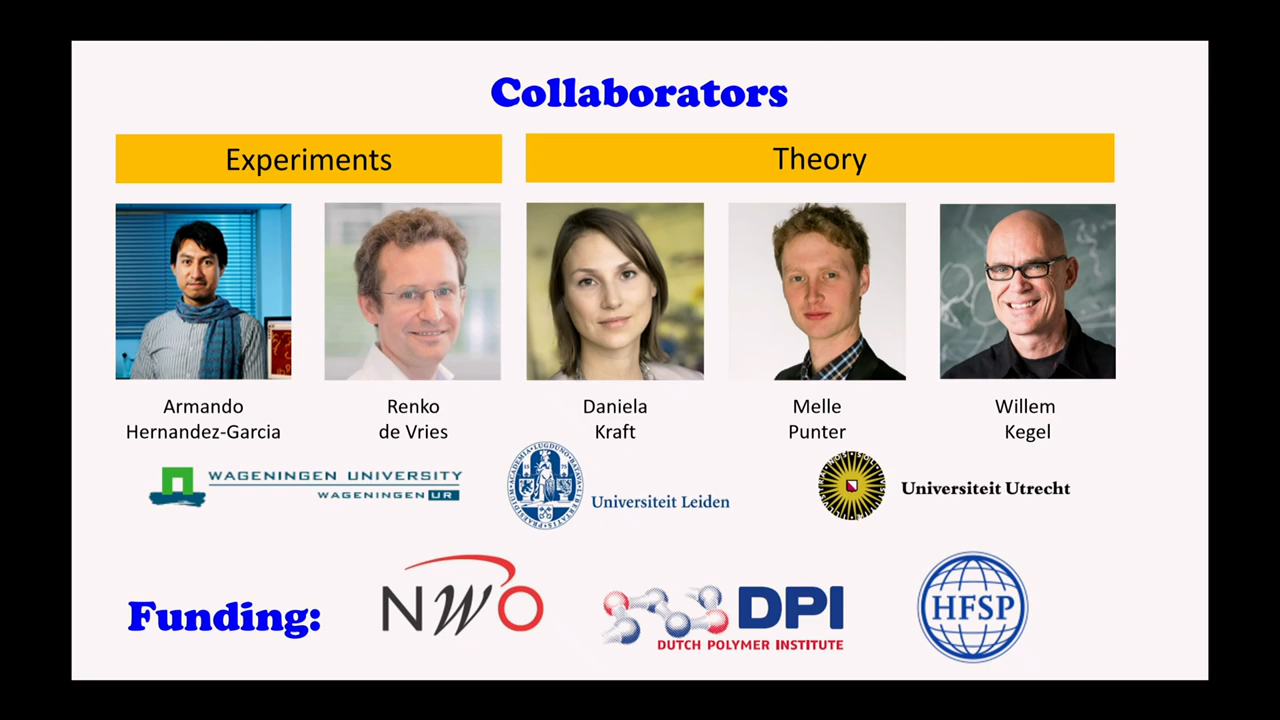 Collaborators
Experiments
Theory
Armando
Hernandez-Garcia
Renko
de Vries
Daniela
Kraft
Melle
Punter
Willem
Kegel
WAGENINGEN UNIVERSITY
WAGENINGEN UR
Universiteit Leiden
Universiteit Utrecht
Funding:
NWO
DPI
DUTCH POLYMER INSTITUTE
HFSP